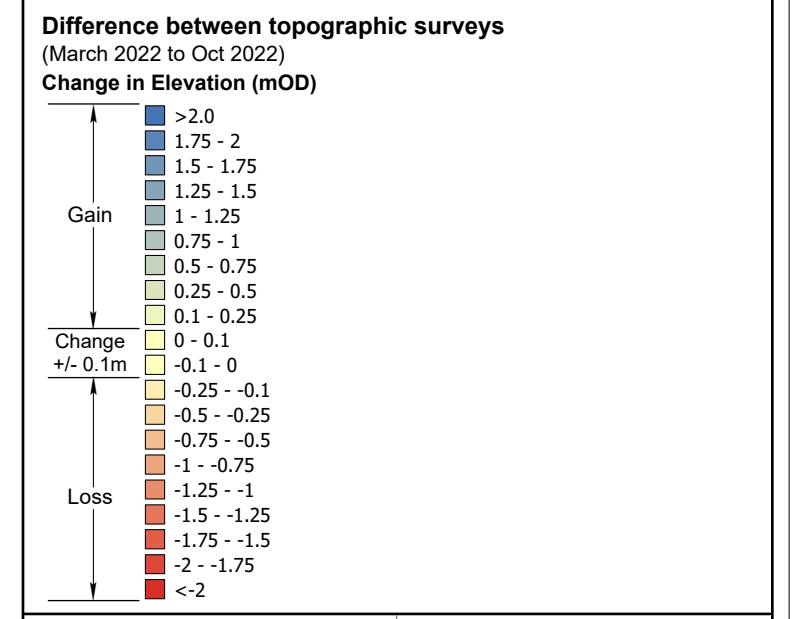 Difference between topographic surveys
(March 2022 to Oct 2022)
Change in Elevation (mOD)
>2.0
1.75 - 2
1.5 - 1.75
1.25 - 1.5
Gain
1 - 1.25
0.75 - 1
0.5 - 0.75
0.25 - 0.5
0.1 - 0.25
Change
+/- 0.1m
0 - 0.1
-0.1 - 0
-0.25 - -0.1
-0.5 - -0.25
-0.75 - -0.5
-1 - -0.75
-1.25 - -1
Loss
-1.5 - -1.25
-1.75 - -1.5
-2 - -1.75
<-2